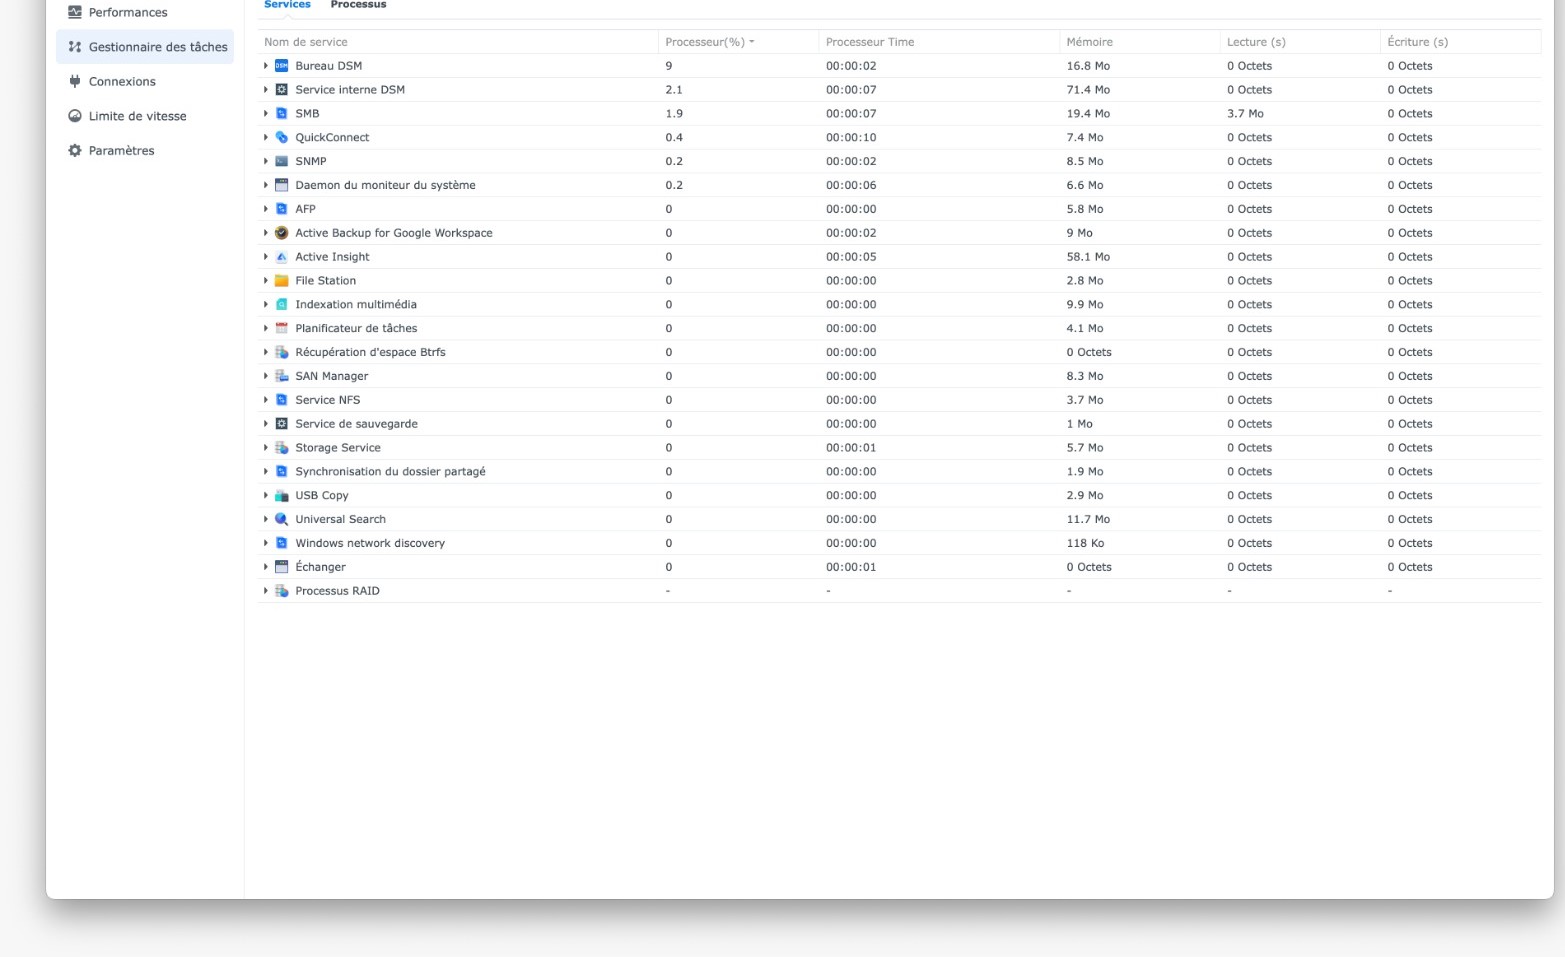 Services Processus
Performances
Gestionnaire des tâches
Connexions
Limite de vitesse
Paramètres
Nom de service Processeur(%) Processeur Time Mémoire Lecture (s) Écriture (s)
Bureau DSM 9 00:00:02 16.8 Mo 0 Octets 0 Octets
Service interne DSM 2.1 00:00:07 71.4 Mo 0 Octets 0 Octets
SMB 1.9 00:00:07 19.4 Mo 3.7 Mo 0 Octets
QuickConnect 0.4 00:00:10 7.4 Mo 0 Octets 0 Octets
SNMP 0.2 00:00:02 8.5 Mo 0 Octets 0 Octets
Daemon du moniteur du système 0.2 00:00:06 6.6 Mo 0 Octets 0 Octets
AFP 0 00:00:00 5.8 Mo 0 Octets 0 Octets
Active Backup for Google Workspace 0 00:00:02 9 Mo 0 Octets 0 Octets
Active Insight 0 00:00:05 58.1 Mo 0 Octets 0 Octets
File Station 0 00:00:00 2.8 Mo 0 Octets 0 Octets
Indexation multimédia 0 00:00:00 9.9 Mo 0 Octets 0 Octets
Planificateur de tâches 0 00:00:00 4.1 Mo 0 Octets 0 Octets
Récupération d'espace Btrfs 0 00:00:00 0 Octets 0 Octets 0 Octets
SAN Manager 0 00:00:00 8.3 Mo 0 Octets 0 Octets
Service NFS 0 00:00:00 3.7 Mo 0 Octets 0 Octets
Service de sauvegarde 0 00:00:00 1 Mo 0 Octets 0 Octets
Storage Service 0 00:00:01 5.7 Mo 0 Octets 0 Octets
Synchronisation du dossier partagé 0 00:00:00 1.9 Mo 0 Octets 0 Octets
USB Copy 0 00:00:00 2.9 Mo 0 Octets 0 Octets
Universal Search 0 00:00:00 11.7 Mo 0 Octets 0 Octets
Windows network discovery 0 00:00:00 118 Ko 0 Octets 0 Octets
Échanger 0 00:00:01 0 Octets 0 Octets 0 Octets
Processus RAID - - - - -